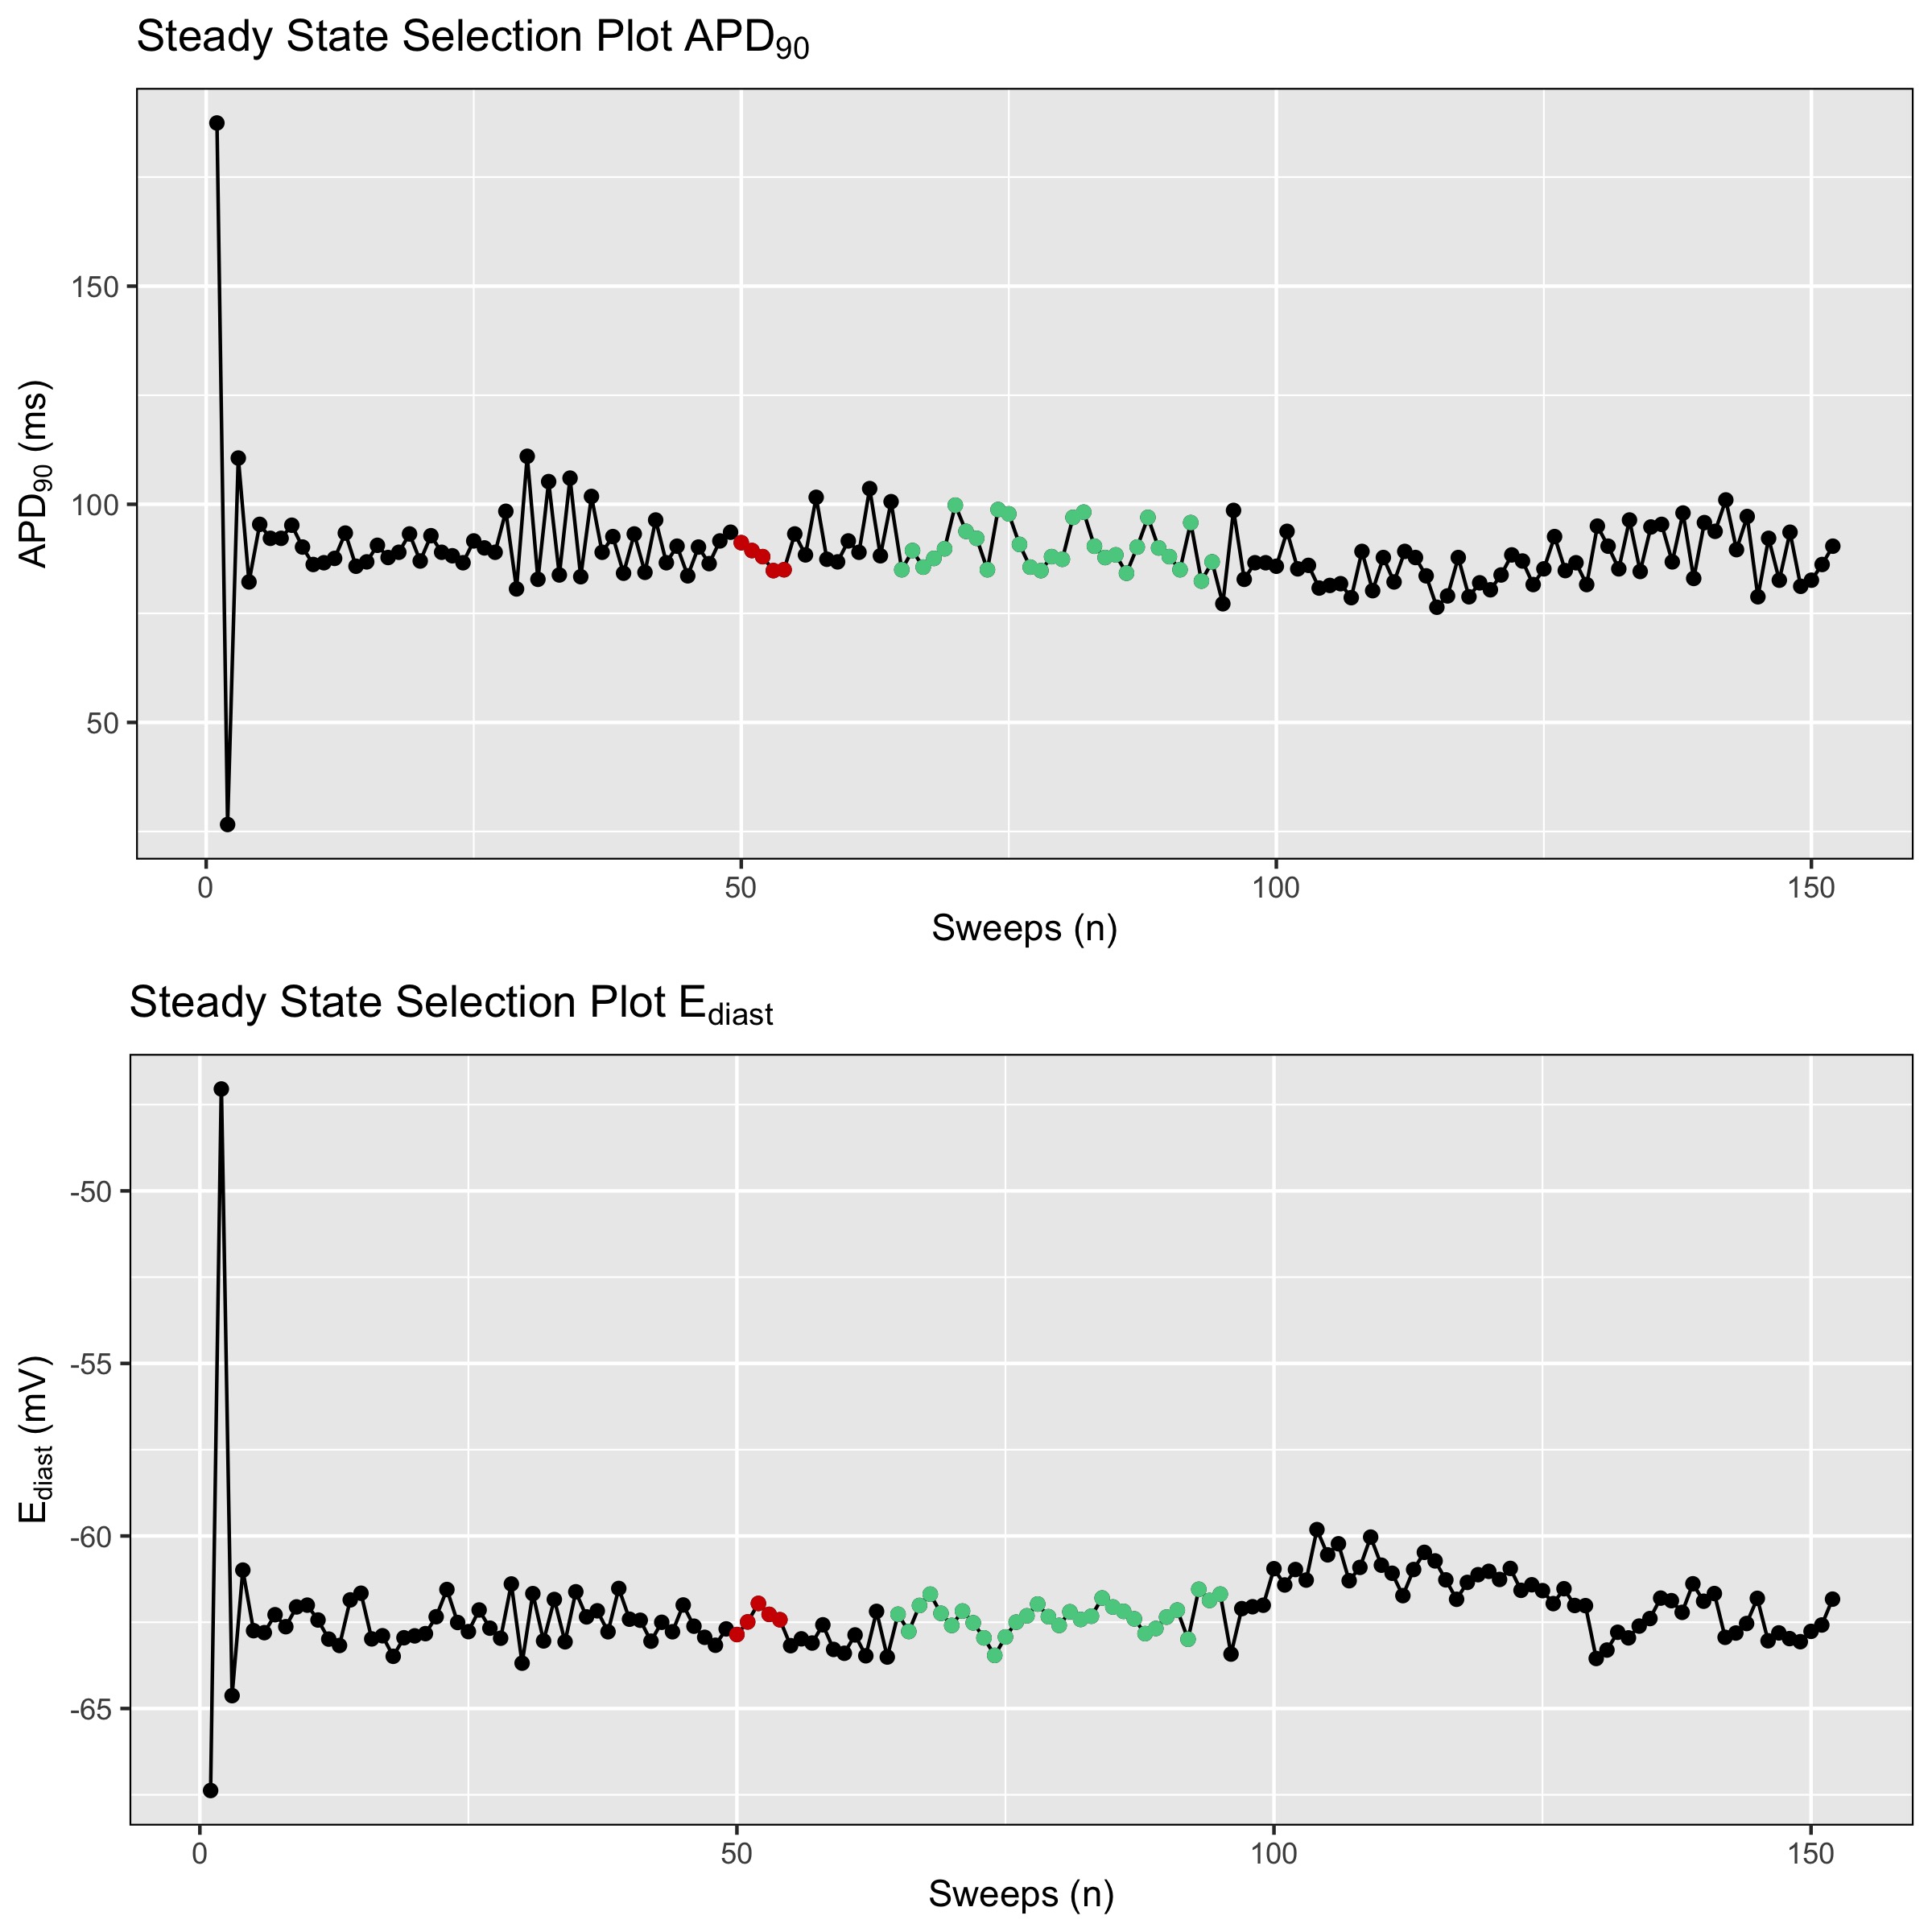 Steady State Selection Plot APD90
APD90 (ms)
150
100
50
0 50 100 150
Sweeps (n)
Steady State Selection Plot Ediast
Ediast (mV)
-50
-55
-60
-65
0 50 100 150
Sweeps (n)